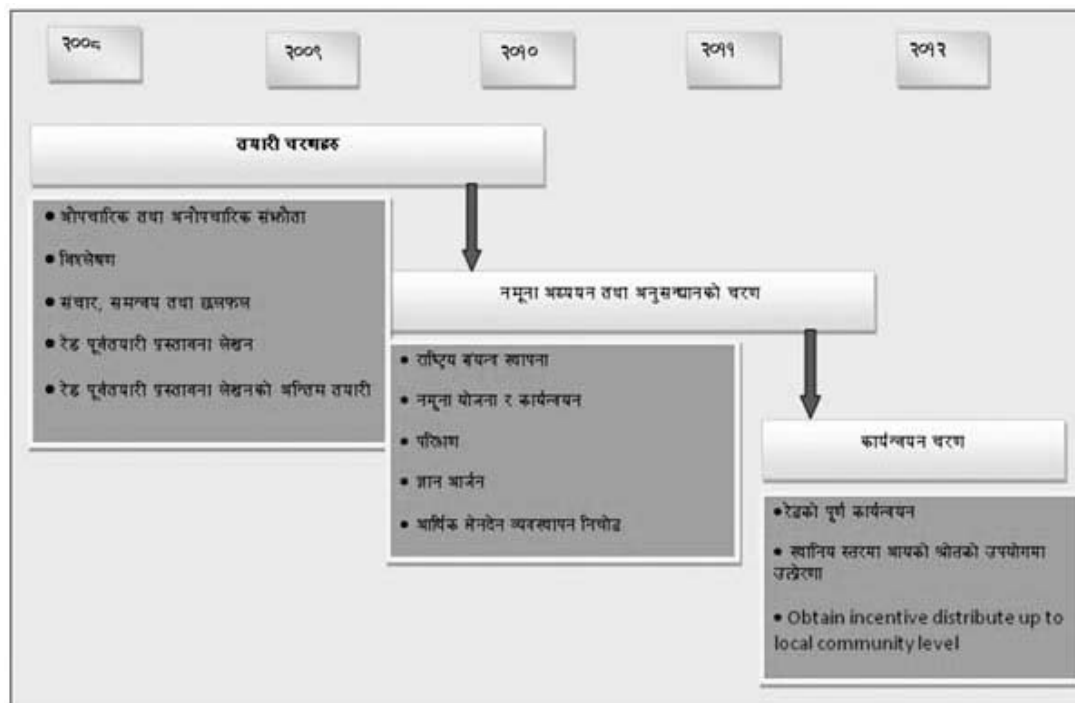 २००८
२००९
२०१०
२०११
२०१२
तयारी चरणहरु
• औपचारिक तथा अनौपचारिक संझौता
• विश्लेषण
• संचार, समन्वय तथा छलफल
• रेड पूर्वतयारी प्रस्तावना लेखन
• रेड पूर्वतयारी प्रस्तावना लेखनको अन्तिम तयारी
नमूना अध्ययन तथा अनुसन्धानको चरण
• राष्ट्रिय संयन्त्र स्थापना
• नमूना योजना र कार्यन्वयन
• परिक्षण
• ज्ञान आर्जन
• आर्थिक लेनदेन व्यवस्थापन निचोड
कार्यन्वयन चरण
•रेडको पूर्ण कार्यन्वयन
• स्थानिय स्तरमा आयको श्रोतको उपयोगमा
उत्प्रेरणा
• Obtain incentive distribute up to
local community level